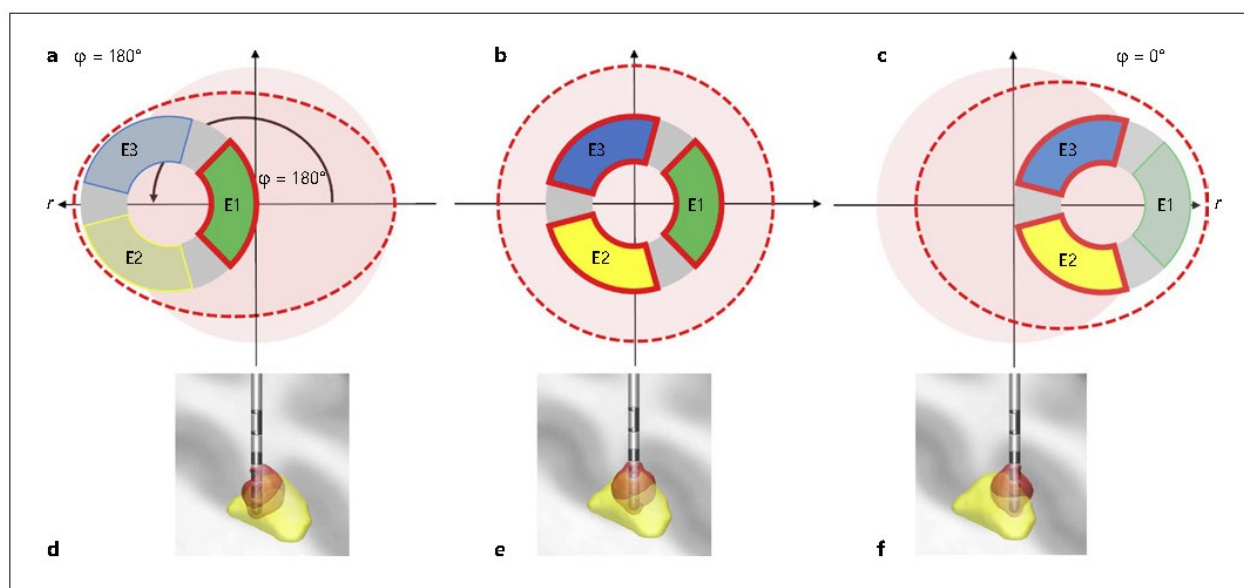 a
φ = 180°
E3
φ = 180°
E1
r
E2
b
E3
E1
E2
c
φ = 0°
E3
E1
r
E2
d
e
f